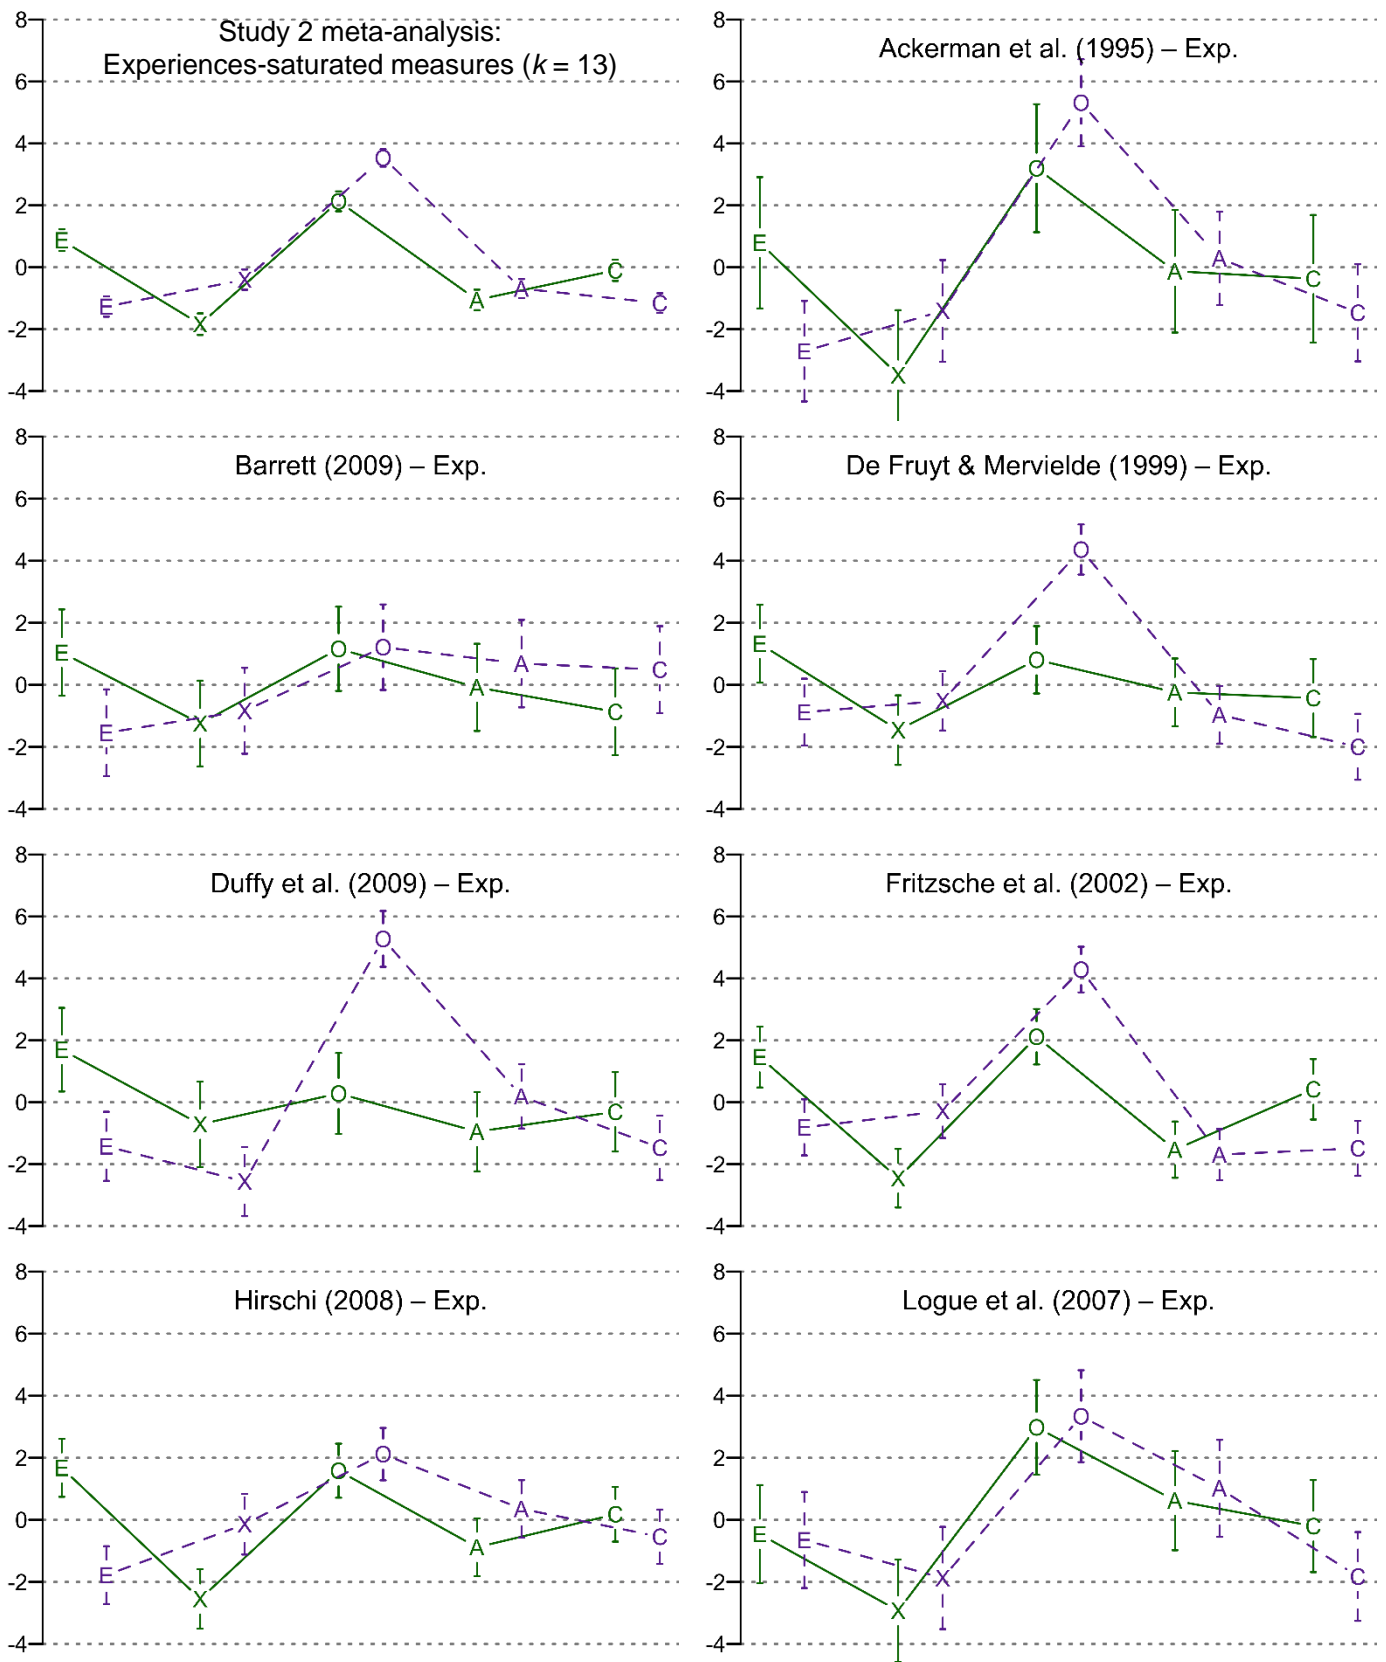 Study 2 meta-analysis:
Experiences-saturated measures (k = 13)
8
6
4
2
0
-2
-4
E
X
O
A
C
E
X
O
A
C
Ackerman et al. (1995) – Exp.
8
6
4
2
0
-2
-4
E
X
O
A
C
E
X
O
A
C
Barrett (2009) – Exp.
8
6
4
2
0
-2
-4
E
X
O
A
C
E
X
O
A
C
De Fruyt & Mervielde (1999) – Exp.
8
6
4
2
0
-2
-4
E
X
O
A
C
E
X
O
A
C
Duffy et al. (2009) – Exp.
8
6
4
2
0
-2
-4
E
X
O
A
C
E
X
O
A
C
Fritzsche et al. (2002) – Exp.
8
6
4
2
0
-2
-4
E
X
O
A
C
E
X
O
A
C
Hirschi (2008) – Exp.
8
6
4
2
0
-2
-4
E
X
O
A
C
E
X
O
A
C
Logue et al. (2007) – Exp.
8
6
4
2
0
-2
-4
E
X
O
A
C
E
X
O
A
C